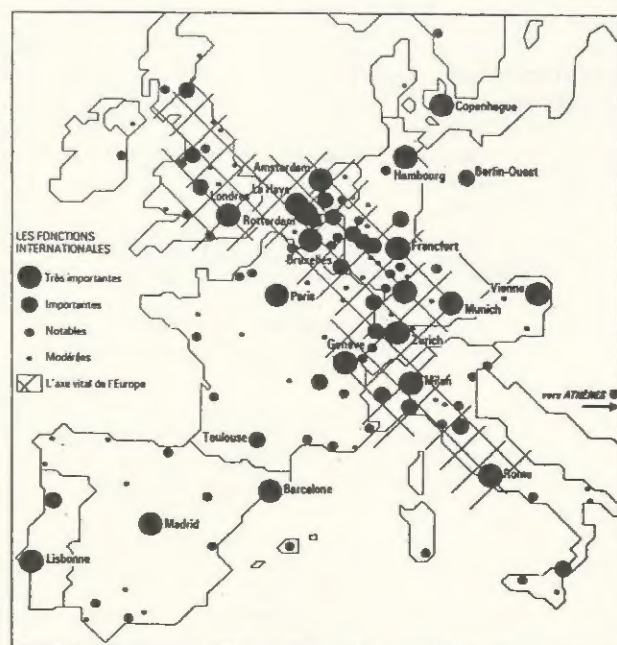 Copenhague
Hambourg
Berlin-Ouest
Amsterdam
La Haye
Londres
Rotterdam
LES FONCTIONS
INTERNATIONALES
Très importantes
Importantes
Notables
Modérées
L'axe vital de l'Europe
Bruxelles
Francfort
Paris
Vienne
Munich
Genève
Zurich
Milan
vers ATHÈNES
Toulouse
Rome
Barcelone
Madrid
Lisbonne